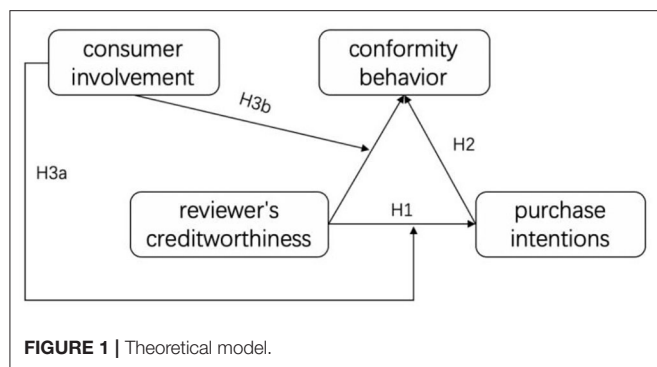 consumer
involvement
conformity
behavior
H3b
H2
H3a
reviewer's
creditworthiness
H1
purchase
intentions
FIGURE 1 | Theoretical model.